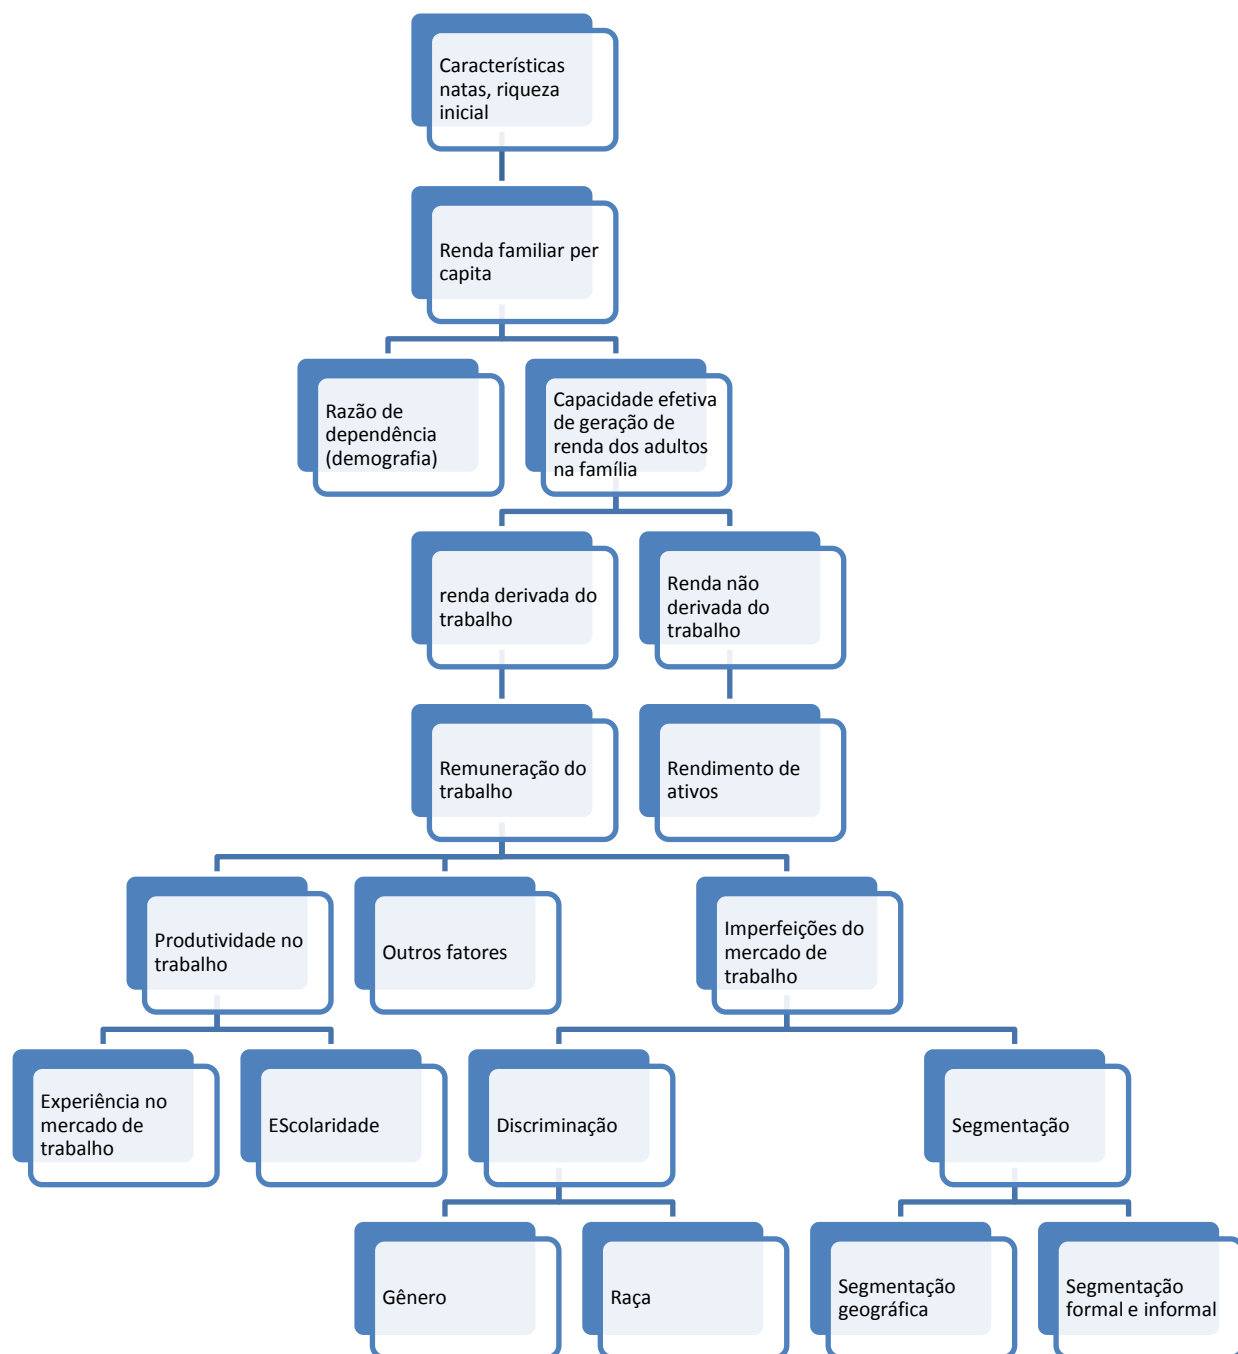 Características
natas, riqueza
inicial
Renda familiar per
capita
Razão de
dependência
(demografia)
Capacidade efetiva
de geração de
renda dos adultos
na família
renda derivada do
trabalho
Renda não
derivada do
trabalho
Remuneração do
trabalho
Rendimento de
ativos
Produtividade no
trabalho
Outros fatores
Imperfeições do
mercado de
trabalho
Experiência no
mercado de
trabalho
EScolaridade
Discriminação
Segmentação
Gênero
Raça
Segmentação
geográfica
Segmentação
formal e informal